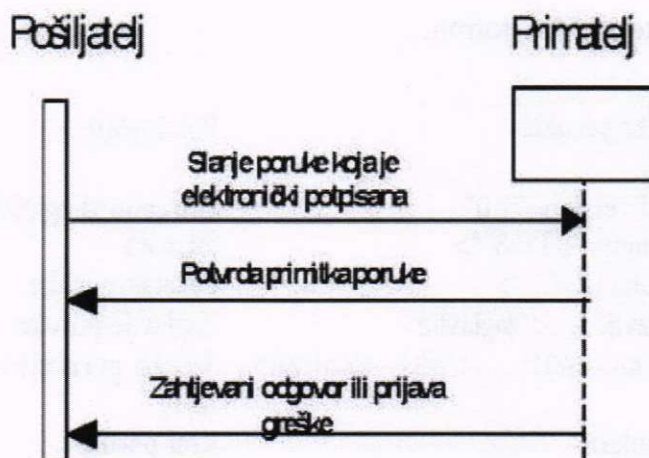 Pošiljatelj
Primatelj
Slanje poruke koja je
elektronički potpisana
Potvrda primitka poruke
Zahtjevani odgovor ili prijava
greške